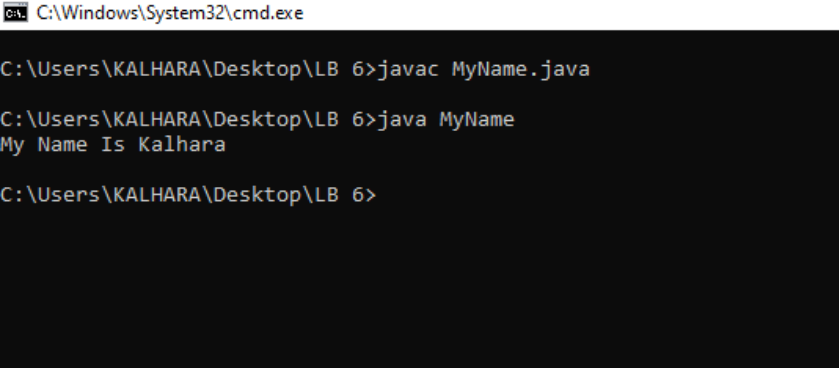 C:\Windows\System32\cmd.exe
C:\Users\KALHARA\Desktop\LB 6>javac MyName.java
C:\Users\KALHARA\Desktop\LB 6>java MyName
My Name Is Kalhara
C:\Users\KALHARA\Desktop\LB 6>